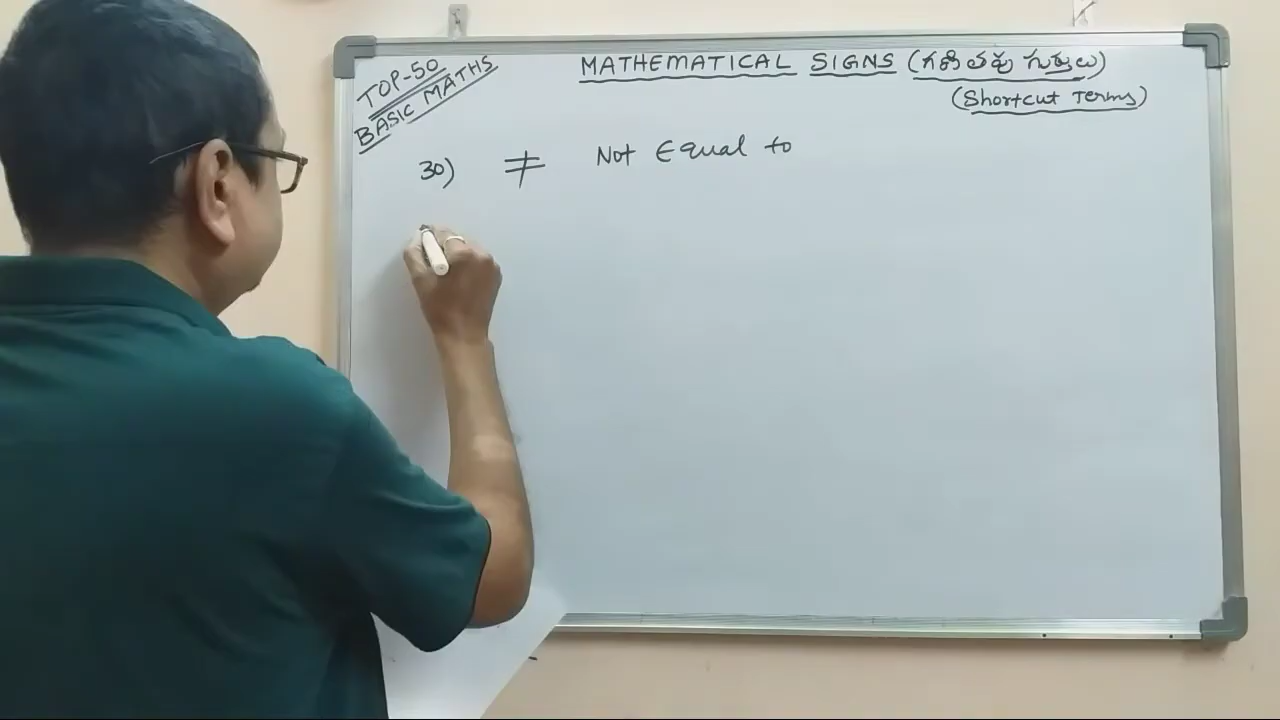 TOP-50
BASIC MATHS
MATHEMATICAL SIGNS (గణితపు గుర్తులు)
(Shortcut Terms)
30) ≠ Not Equal to